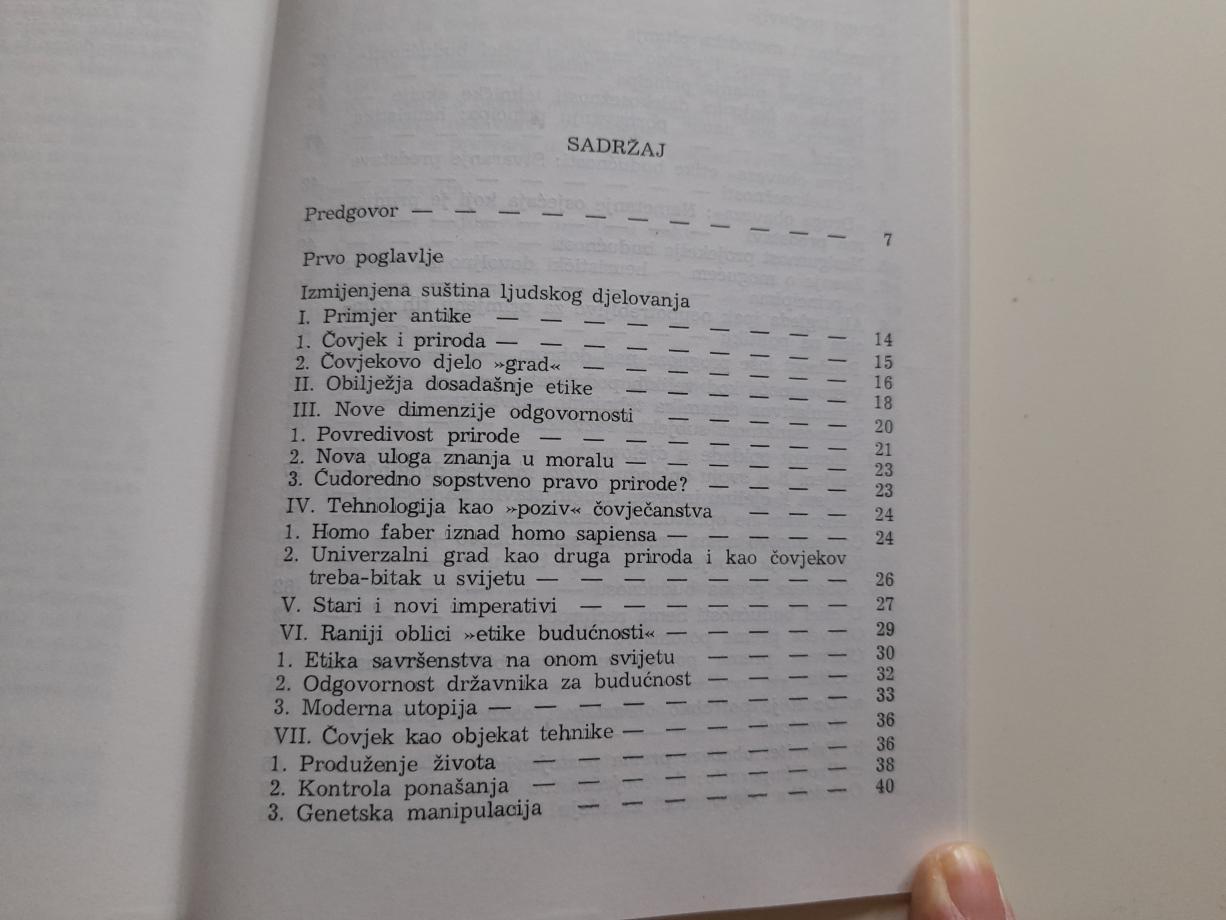 SADRŽAJ
Predgovor — — — — — — — — — — — 7
Prvo poglavlje
Izmijenjena suština ljudskog djelovanja
I. Primjer antike — — — — — — — — — 14
1. Čovjek i priroda — — — — — — — — — 15
2. Čovjekovo djelo »grad« — — — — — — — 16
II. Obilježja dosadašnje etike — — — — — — 18
III. Nove dimenzije odgovornosti — — — — — 20
1. Povredivost prirode — — — — — — — — 21
2. Nova uloga znanja u moralu — — — — — — 23
3. Ćudoredno sopstveno pravo prirode? — — — — 23
IV. Tehnologija kao »poziv« čovječanstva — — — 24
1. Homo faber iznad homo sapiensa — — — — — 24
2. Univerzalni grad kao druga priroda i kao čovjekov
treba-bitak u svijetu — — — — — — — — 26
V. Stari i novi imperativi — — — — — — — 27
VI. Raniji oblici »etike budućnosti« — — — — — 29
1. Etika savršenstva na onom svijetu — — — — 30
2. Odgovornost državnika za budućnost — — — — 32
3. Moderna utopija — — — — — — — — — 33
VII. Čovjek kao objekat tehnike — — — — — — 36
1. Produženje života — — — — — — — — 36
2. Kontrola ponašanja — — — — — — — — 38
3. Genetska manipulacija — — — — — — — 40